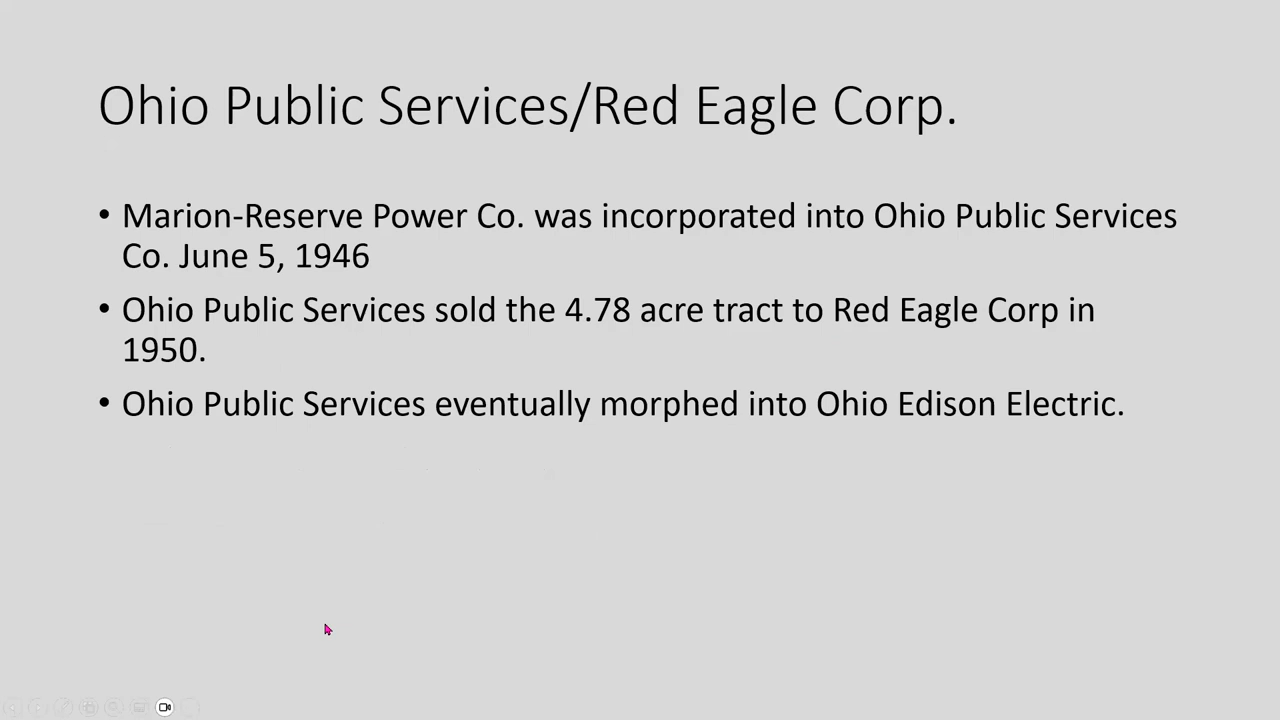 Ohio Public Services/Red Eagle Corp.
• Marion-Reserve Power Co. was incorporated into Ohio Public Services
Co. June 5, 1946
• Ohio Public Services sold the 4.78 acre tract to Red Eagle Corp in
1950.
• Ohio Public Services eventually morphed into Ohio Edison Electric.